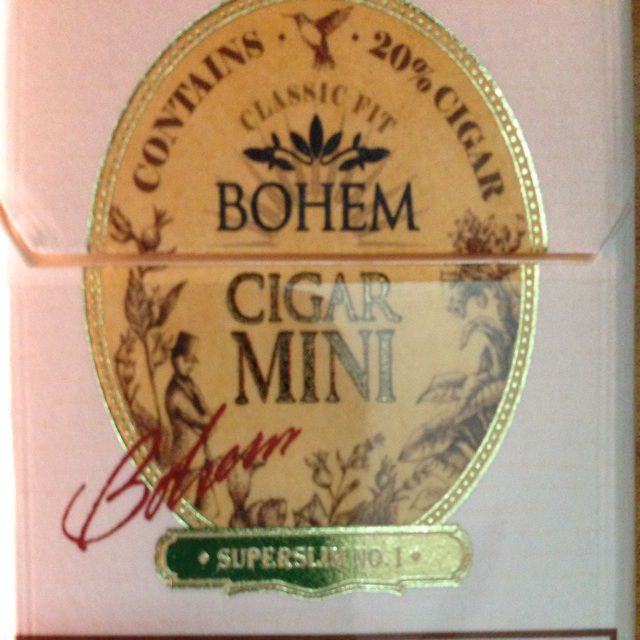 CONTAINS · · 20% CIGAR
CLASSIC FIT
BOHEM
CIGAR
MINI
Bohem
• SUPERSLIM NO.1 •